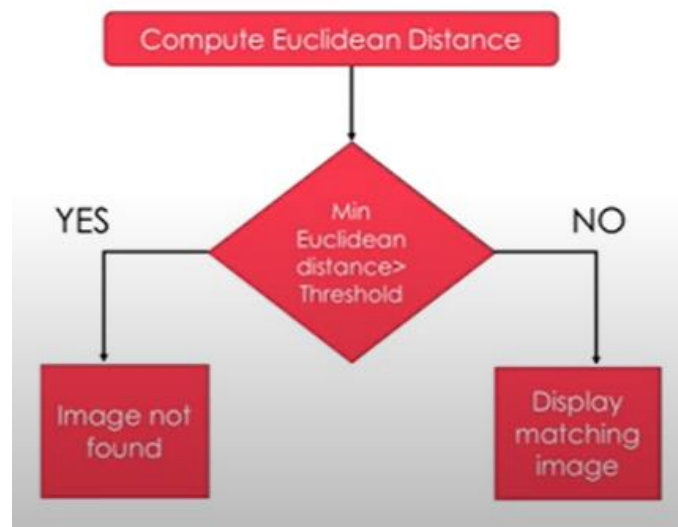 Compute Euclidean Distance
YES
NO
Min
Euclidean
distance>
Threshold
Image not
found
Display
matching
image